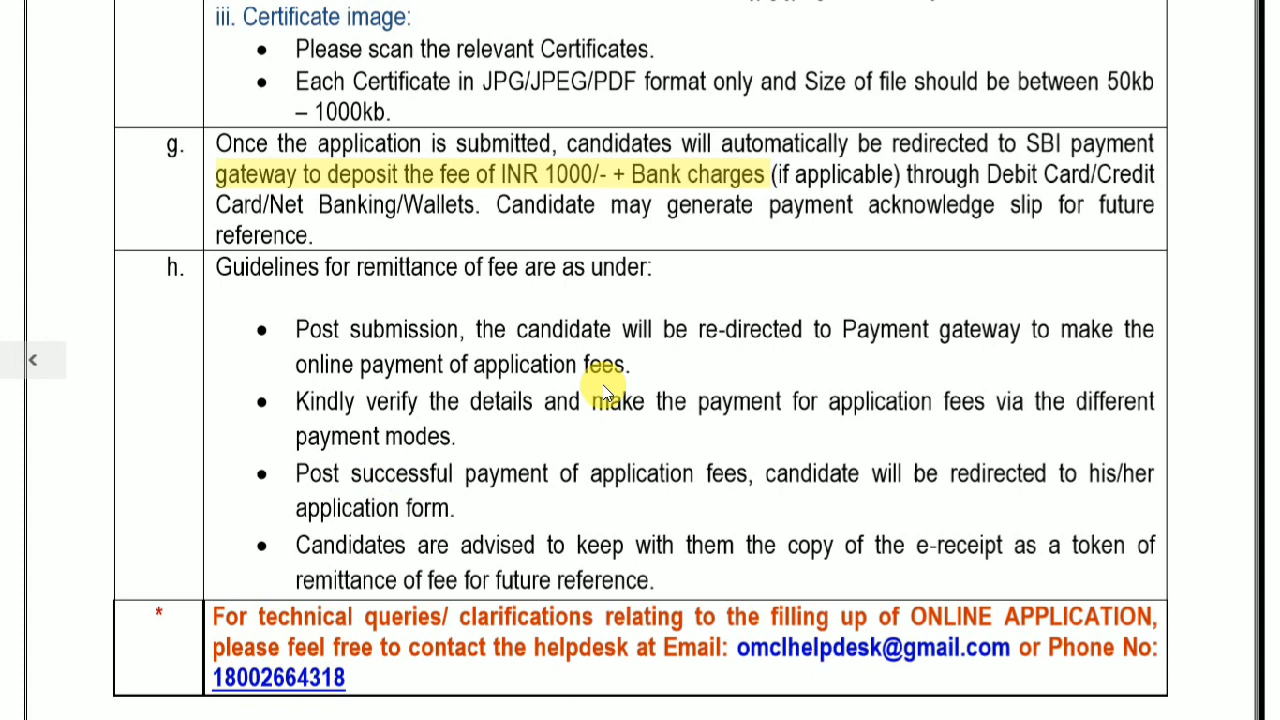 iii. Certificate image:
• Please scan the relevant Certificates.
• Each Certificate in JPG/JPEG/PDF format only and Size of file should be between 50kb
– 1000kb.
g. Once the application is submitted, candidates will automatically be redirected to SBI payment
gateway to deposit the fee of INR 1000/- + Bank charges (if applicable) through Debit Card/Credit
Card/Net Banking/Wallets. Candidate may generate payment acknowledge slip for future
reference.
h. Guidelines for remittance of fee are as under:
• Post submission, the candidate will be re-directed to Payment gateway to make the
online payment of application fees.
• Kindly verify the details and make the payment for application fees via the different
payment modes.
• Post successful payment of application fees, candidate will be redirected to his/her
application form.
• Candidates are advised to keep with them the copy of the e-receipt as a token of
remittance of fee for future reference.
* For technical queries/ clarifications relating to the filling up of ONLINE APPLICATION,
please feel free to contact the helpdesk at Email: omclhelpdesk@gmail.com or Phone No:
18002664318